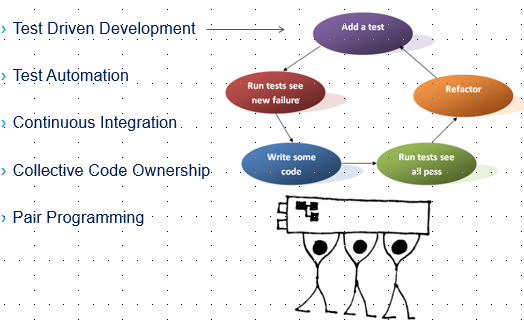 Test Driven Development
Test Automation
Continuous Integration
Collective Code Ownership
Pair Programming
Add a test
Run tests see
new failure
Write some
code
Run tests see
all pass
Refactor